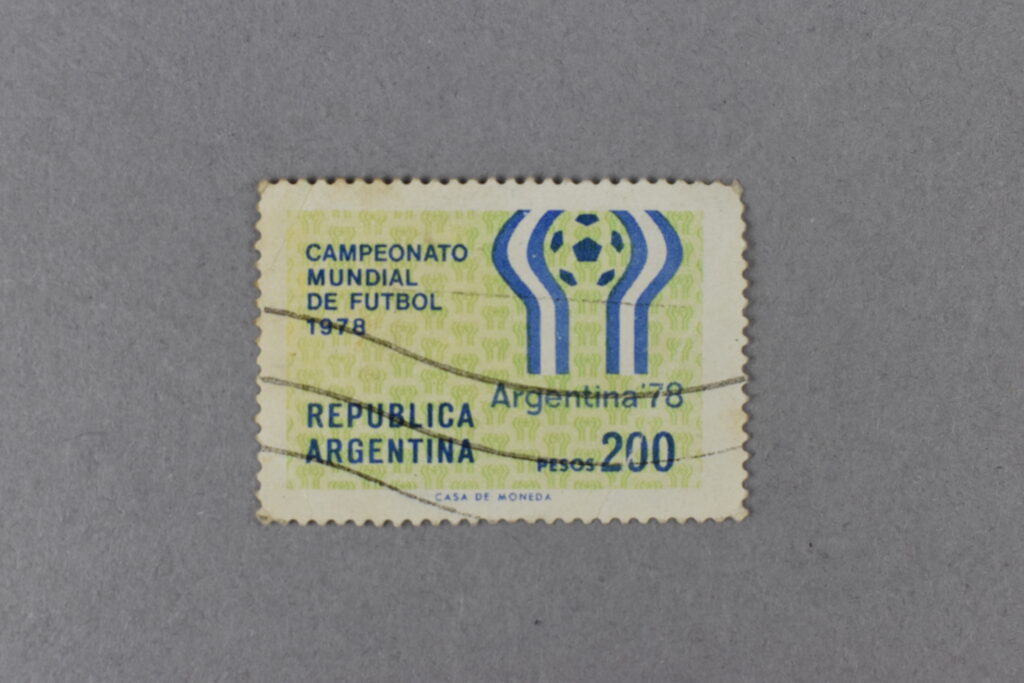 CAMPEONATO
MUNDIAL
DE FUTBOL
1978
Argentina '78
REPUBLICA
ARGENTINA
PESOS 200
CASA DE MONEDA